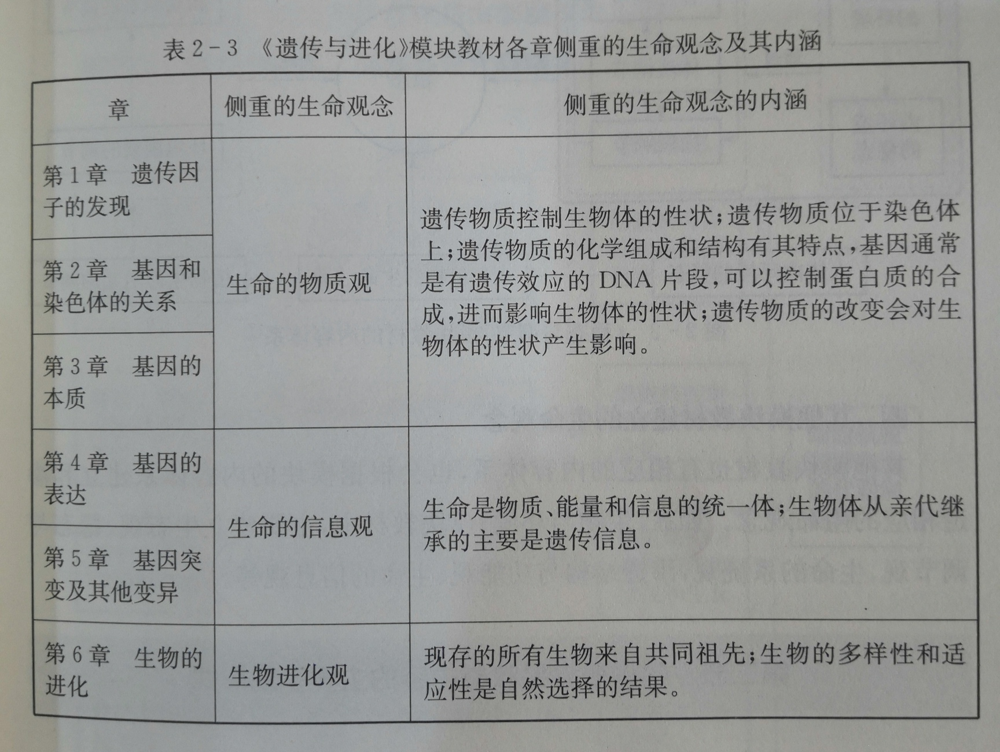 表2-3 《遗传与进化》模块教材各章侧重的生命观念及其内涵
章
侧重的生命观念
侧重的生命观念的内涵
第1章 遗传因
子的发现
第2章 基因和
染色体的关系
第3章 基因的
本质
生命的物质观
遗传物质控制生物体的性状;遗传物质位于染色体
上;遗传物质的化学组成和结构有其特点,基因通常
是有遗传效应的 DNA 片段,可以控制蛋白质的合
成,进而影响生物体的性状;遗传物质的改变会对生
物体的性状产生影响。
第4章 基因的
表达
第5章 基因突
变及其他变异
生命的信息观
生命是物质、能量和信息的统一体;生物体从亲代继
承的主要是遗传信息。
第6章 生物的
进化
生物进化观
现存的所有生物来自共同祖先;生物的多样性和适
应性是自然选择的结果。